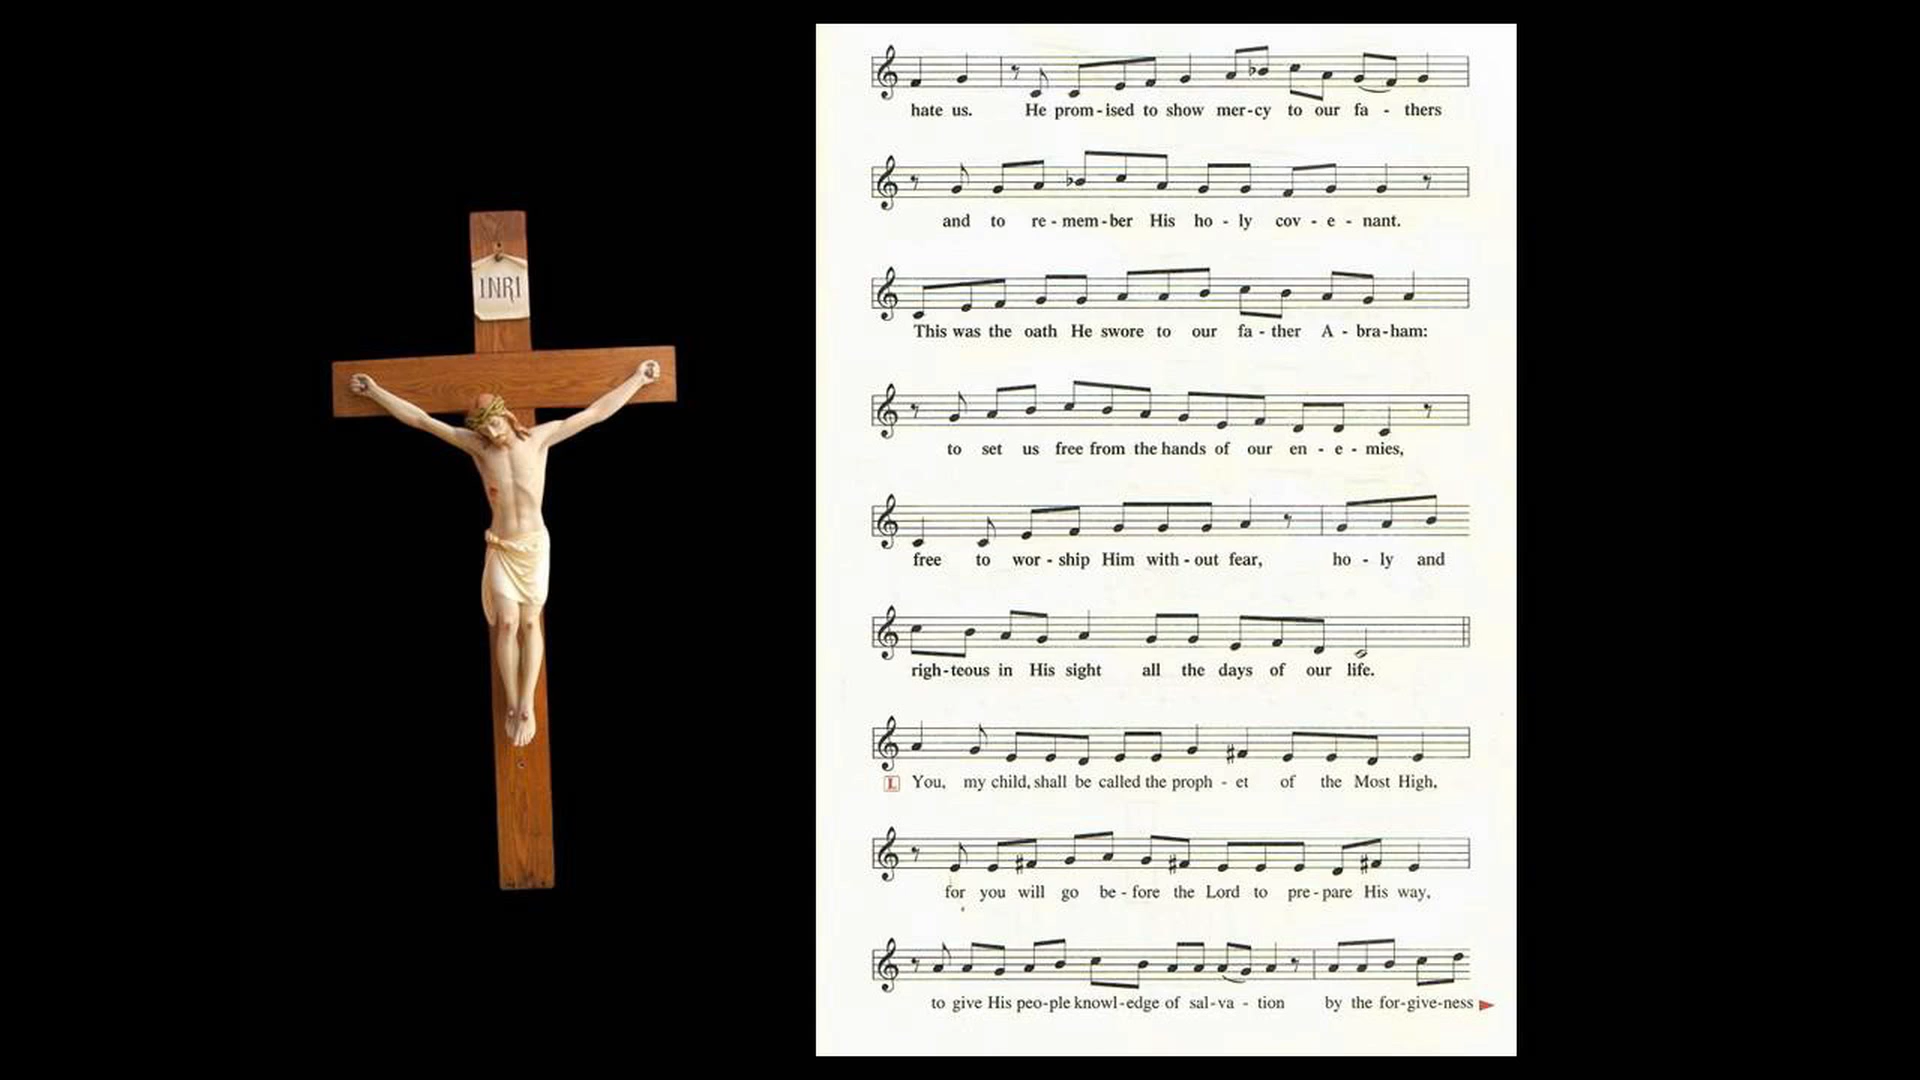 INRI
hate us. He prom-ised to show mer-cy to our fa - thers
and to re - mem - ber His ho - ly cov - e - nant.
This was the oath He swore to our fa - ther A - bra - ham:
to set us free from the hands of our en - e - mies,
free to wor - ship Him with - out fear, ho - ly and
righ - teous in His sight all the days of our life.
L You, my child, shall be called the proph - et of the Most High,
for you will go be - fore the Lord to pre - pare His way,
to give His peo - ple knowl - edge of sal - va - tion by the for - give - ness